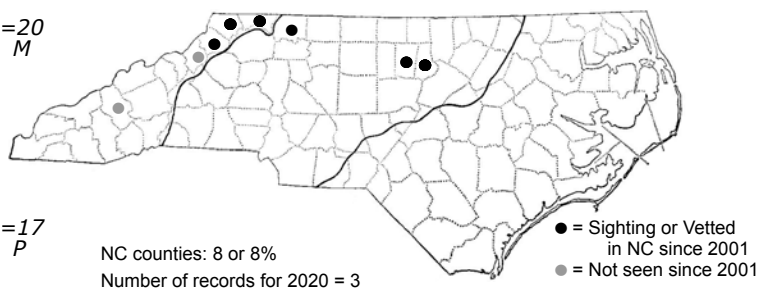 =20
M
=17
P
NC counties: 8 or 8%
Number of records for 2020 = 3
● = Sighting or Vetted
in NC since 2001
● = Not seen since 2001